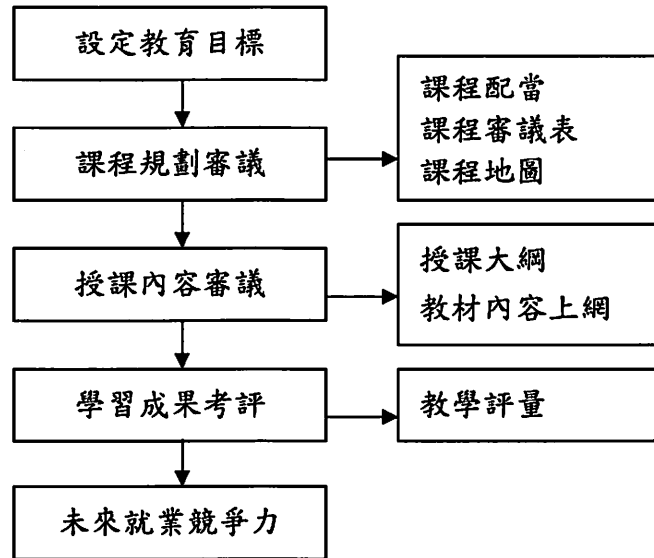 設定教育目標
課程規劃審議
課程配當
課程審議表
課程地圖
授課內容審議
授課大綱
教材內容上網
學習成果考評
教學評量
未來就業競爭力